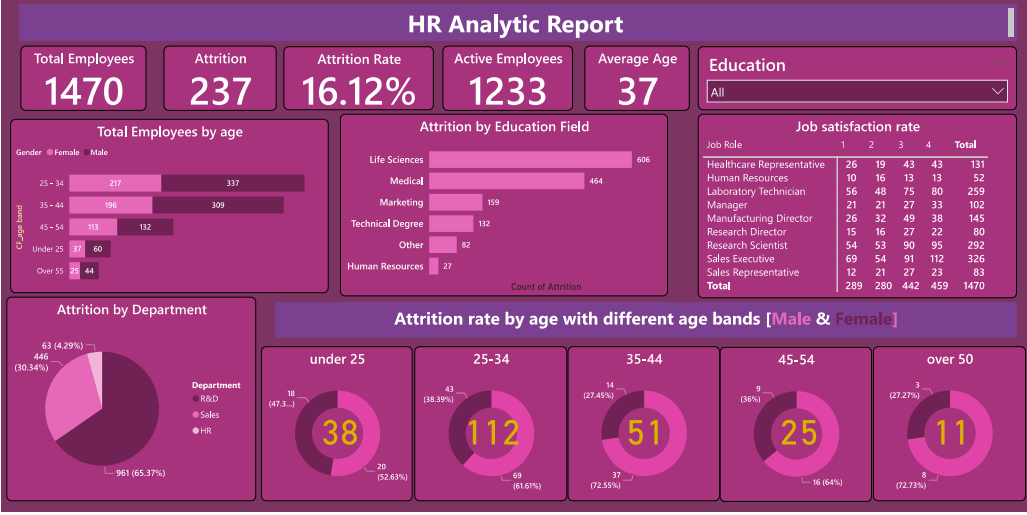 HR Analytic Report
Total Employees
1470
Attrition
237
Attrition Rate
16.12%
Active Employees
1233
Average Age
37
Education
All
Total Employees by age
Gender Female Male
CF_age band
25 - 34 217 337
35 - 44 196 309
45 - 54 113 132
Under 25 37 60
Over 55 25 44
Attrition by Education Field
Life Sciences 606
Medical 464
Marketing 159
Technical Degree 132
Other 82
Human Resources 27
Count of Attrition
Job satisfaction rate
Job Role 1 2 3 4 Total
Healthcare Representative 26 19 43 43 131
Human Resources 10 16 13 13 52
Laboratory Technician 56 48 75 80 259
Manager 21 21 27 33 102
Manufacturing Director 26 32 49 38 145
Research Director 15 16 27 22 80
Research Scientist 54 53 90 95 292
Sales Executive 69 54 91 112 326
Sales Representative 12 21 27 23 83
Total 289 280 442 459 1470
Attrition by Department
63 (4.29%)
446
(30.34%)
961 (65.37%)
Department
R&D
Sales
HR
Attrition rate by age with different age bands [Male & Female]
under 25
18
(47.3...)
38
20
(52.63%)
25-34
43
(38.39%)
112
69
(61.61%)
35-44
14
(27.45%)
51
37
(72.55%)
45-54
9
(36%)
25
16 (64%)
over 50
3
(27.27%)
11
8
(72.73%)